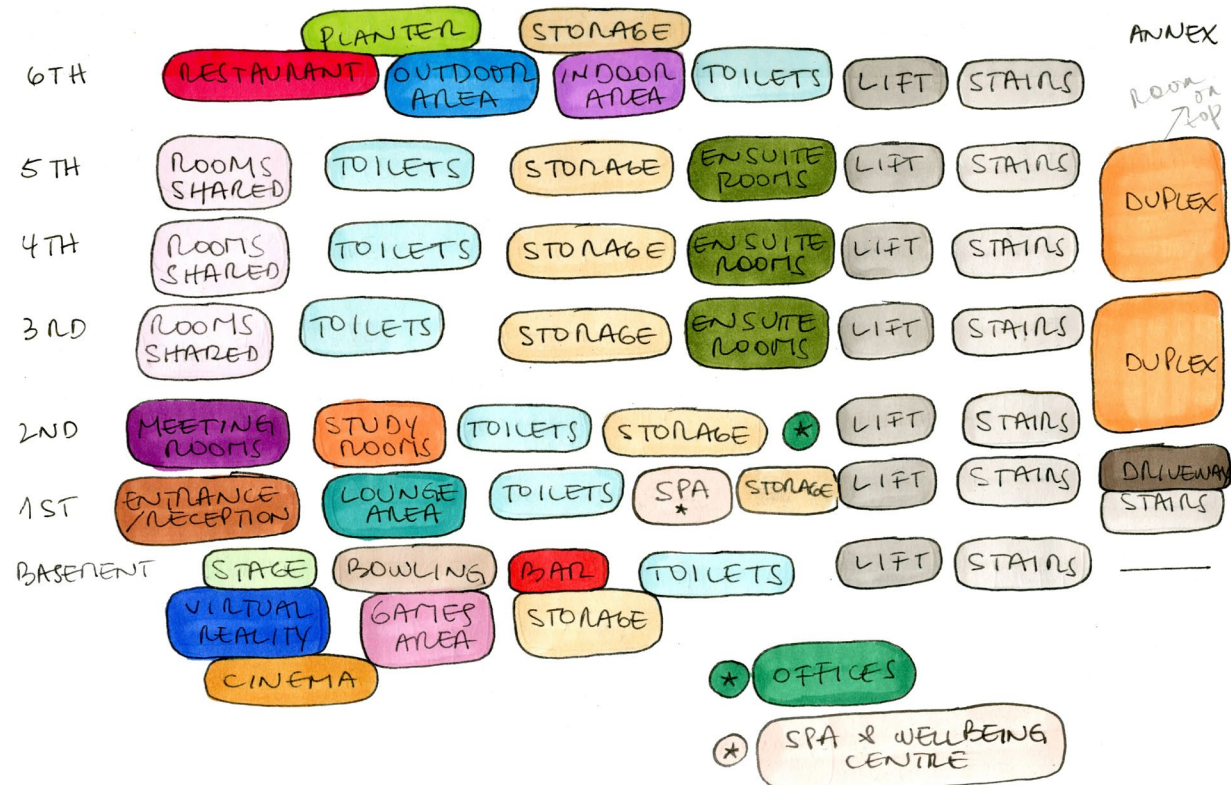 ANNEX
ROOM
ON
TOP
PLANTER STORAGE
6TH RESTAURANT OUTDOOR AREA INDOOR AREA TOILETS LIFT STAIRS
5TH ROOMS SHARED TOILETS STORAGE ENSUITE ROOMS LIFT STAIRS DUPLEX
4TH ROOMS SHARED TOILETS STORAGE ENSUITE ROOMS LIFT STAIRS
3RD ROOMS SHARED TOILETS STORAGE ENSUITE ROOMS LIFT STAIRS DUPLEX
2ND MEETING ROOMS STUDY ROOMS TOILETS STORAGE * LIFT STAIRS
1ST ENTRANCE /RECEPTION LOUNGE AREA TOILETS SPA * STORAGE LIFT STAIRS DRIVEWAY
STAIRS
BASEMENT STAGE BOWLING BAR TOILETS LIFT STAIRS
VIRTUAL REALITY GAMES AREA STORAGE
CINEMA
* OFFICES
* SPA & WELLBEING
CENTRE